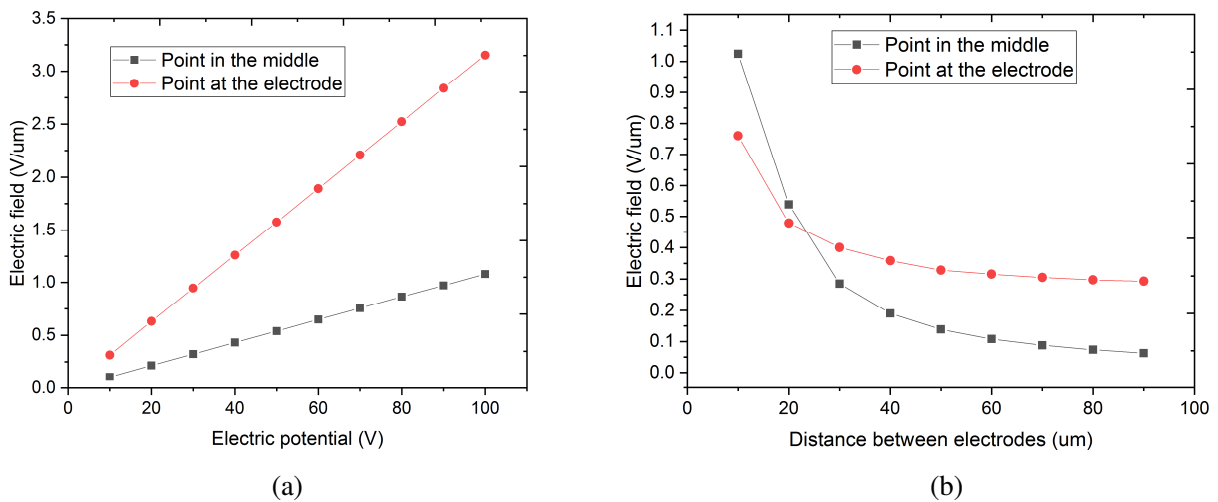 3.5
3.0
2.5
2.0
1.5
1.0
0.5
0.0
Electric field (V/um)
Point in the middle
Point at the electrode
0 20 40 60 80 100
Electric potential (V)
(a)
1.1
1.0
0.9
0.8
0.7
0.6
0.5
0.4
0.3
0.2
0.1
0.0
Electric field (V/um)
Point in the middle
Point at the electrode
0 20 40 60 80 100
Distance between electrodes (um)
(b)